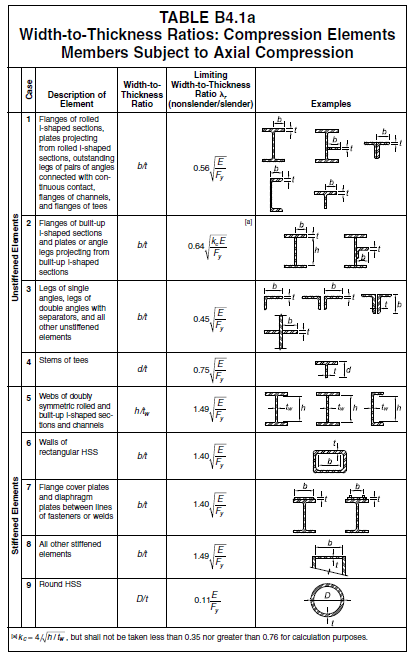 TABLE B4.1a
Width-to-Thickness Ratios: Compression Elements
Members Subject to Axial Compression
Case
Description of
Element
Width-to-
Thickness
Ratio
Limiting
Width-to-Thickness
Ratio λr
(nonslender/slender)
Examples
Unstiffened Elements
1
Flanges of rolled
I-shaped sections,
plates projecting
from rolled I-shaped
sections, outstanding
legs of pairs of angles
connected with con-
tinuous contact,
flanges of channels,
and flanges of tees
b/t
0.56 √(E/Fy)
b t
b t
b t
b t
b t
2
Flanges of built-up
I-shaped sections
and plates or angle
legs projecting from
built-up I-shaped
sections
b/t
[a]
0.64 √(kcE/Fy)
b t h
t b
3
Legs of single
angles, legs of
double angles with
separators, and all
other unstiffened
elements
b/t
0.45 √(E/Fy)
b t
b t
t b
b t
4
Stems of tees
d/t
0.75 √(E/Fy)
t d
Stiffened Elements
5
Webs of doubly
symmetric rolled and
built-up I-shaped sec-
tions and channels
h/tw
1.49 √(E/Fy)
tw h
tw h
tw h
6
Walls of
rectangular HSS
b/t
1.40 √(E/Fy)
t
b
7
Flange cover plates
and diaphragm
plates between lines
of fasteners or welds
b/t
1.40 √(E/Fy)
b t
b t
8
All other stiffened
elements
b/t
1.49 √(E/Fy)
b
t
9
Round HSS
D/t
0.11 E/Fy
D
t
[a] kc = 4/√h/tw, but shall not be taken less than 0.35 nor greater than 0.76 for calculation purposes.